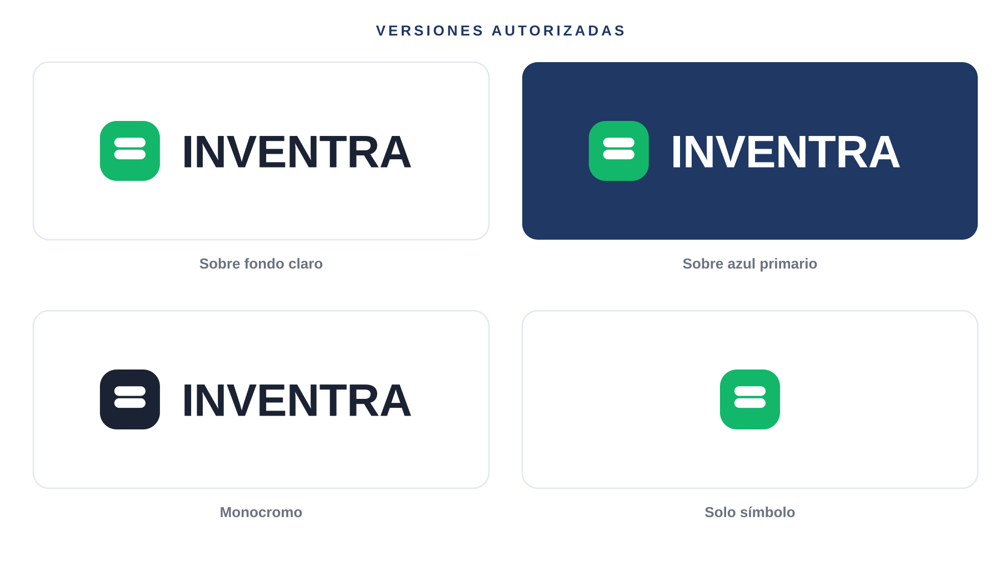 VERSIONES AUTORIZADAS
INVENTRA
INVENTRA
Sobre fondo claro
Sobre azul primario
INVENTRA
Monocromo
Solo símbolo